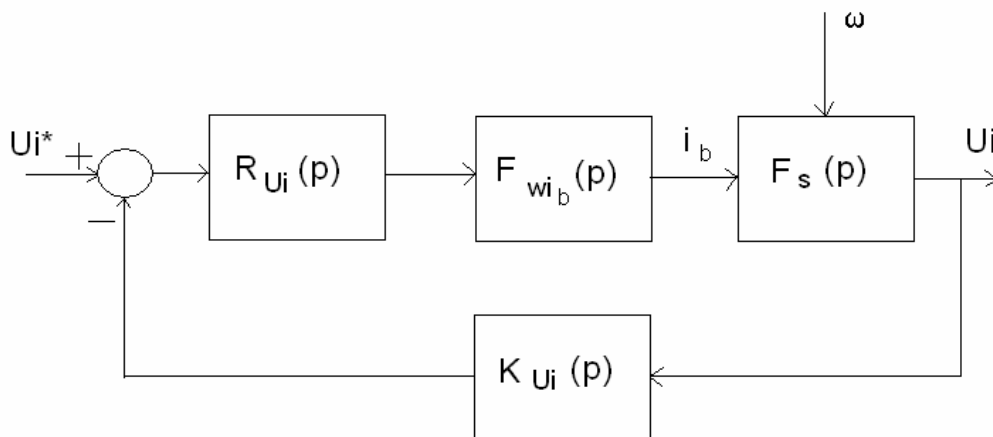 ω
Ui* + i b Ui
R Ui (p) F wi b (p) F s (p)
−
K Ui (p)